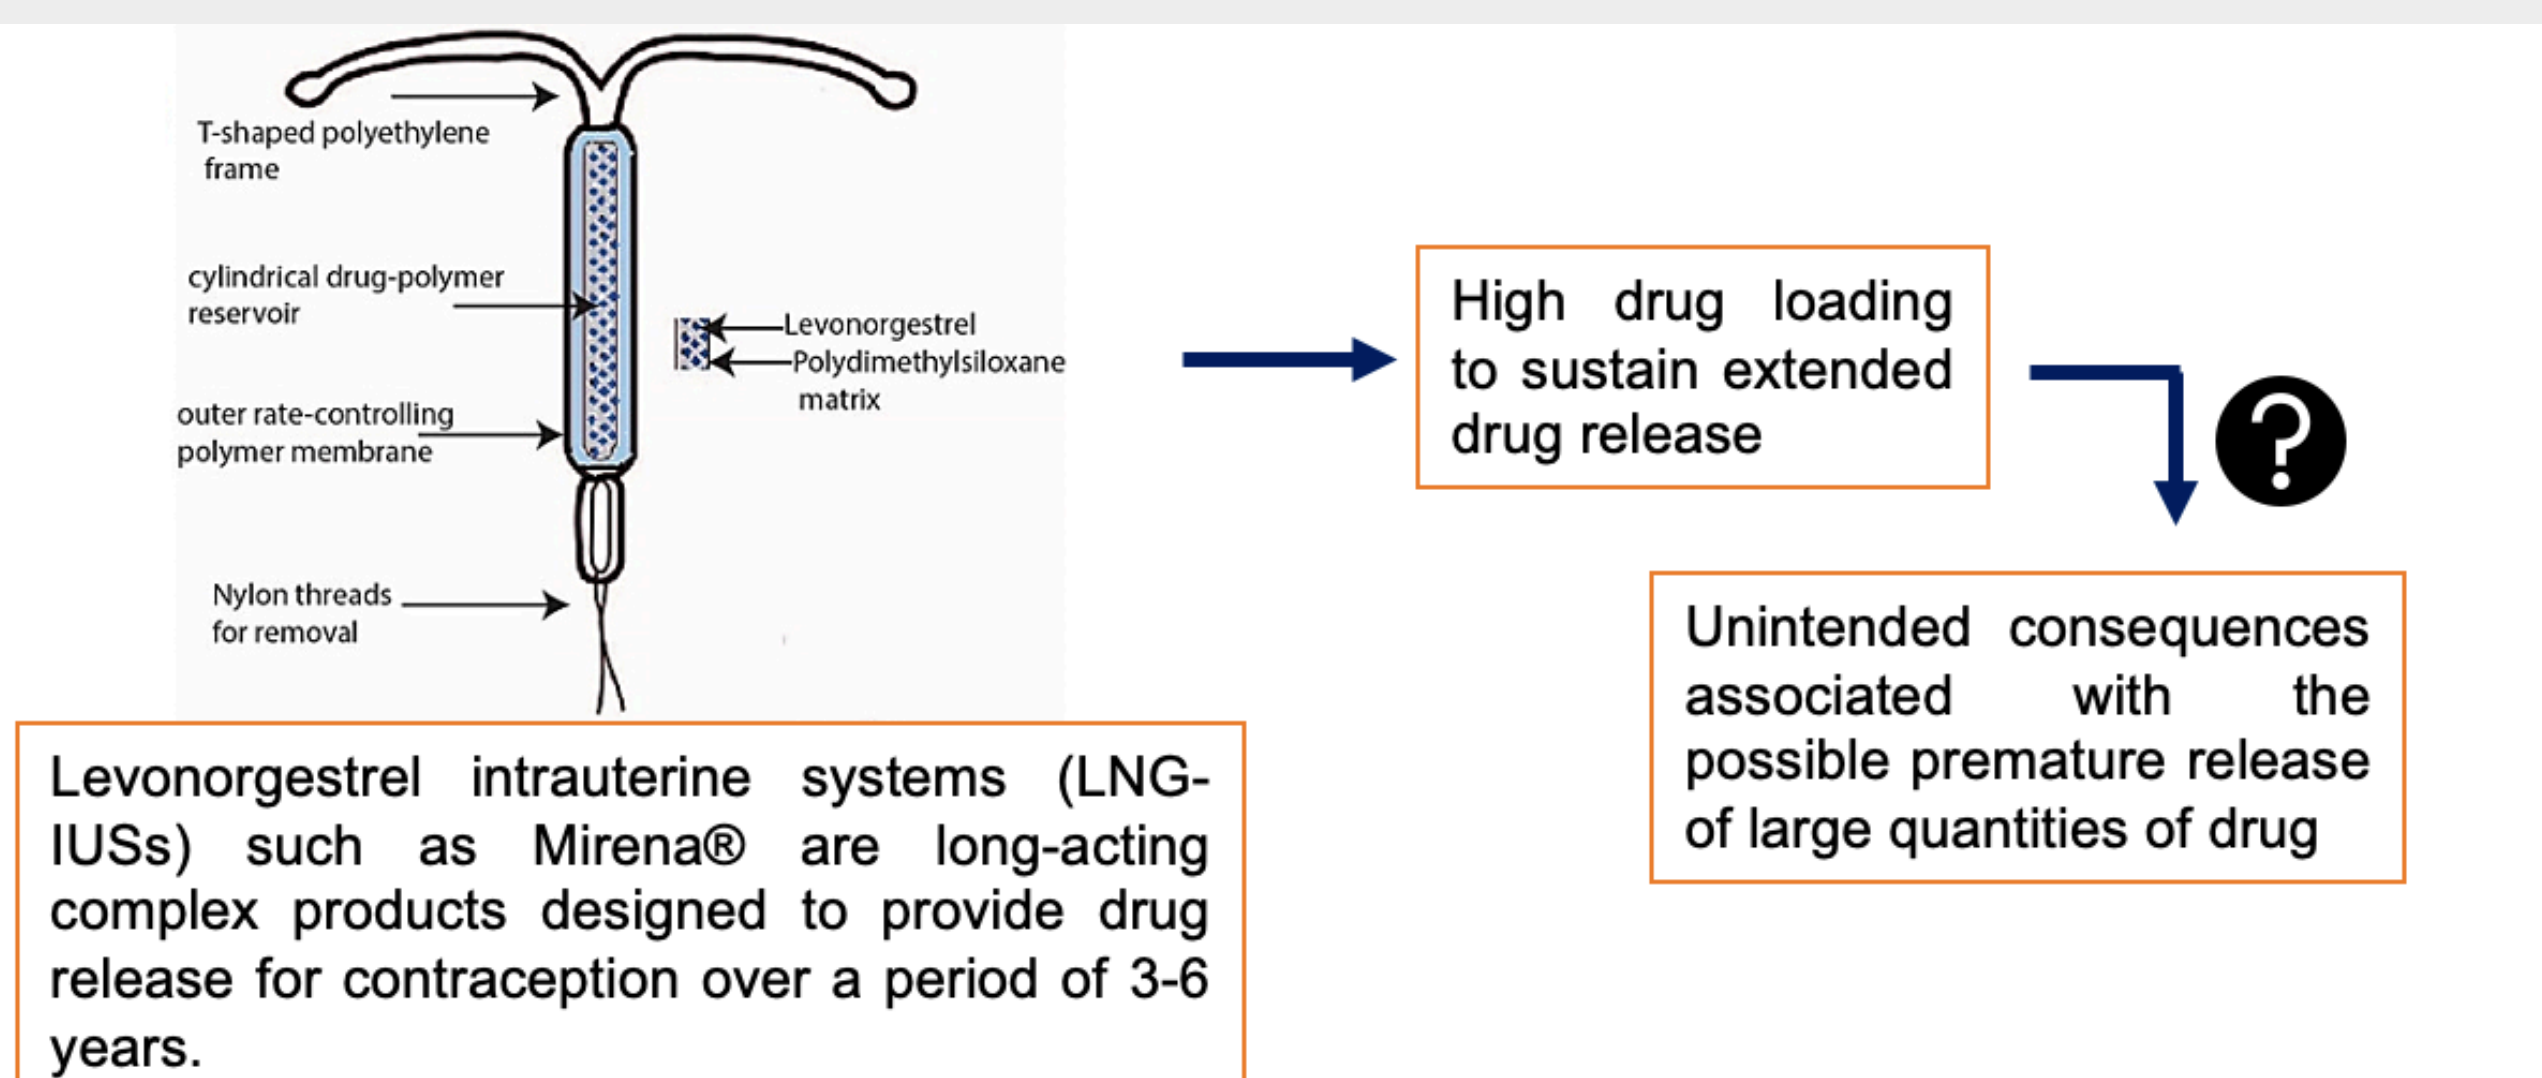 T-shaped polyethylene
frame
cylindrical drug-polymer
reservoir
Levonorgestrel
Polydimethylsiloxane
matrix
outer rate-controlling
polymer membrane
Nylon threads
for removal
High drug loading
to sustain extended
drug release
?
Unintended consequences
associated with the
possible premature release
of large quantities of drug
Levonorgestrel intrauterine systems (LNG-
IUSs) such as Mirena® are long-acting
complex products designed to provide drug
release for contraception over a period of 3-6
years.